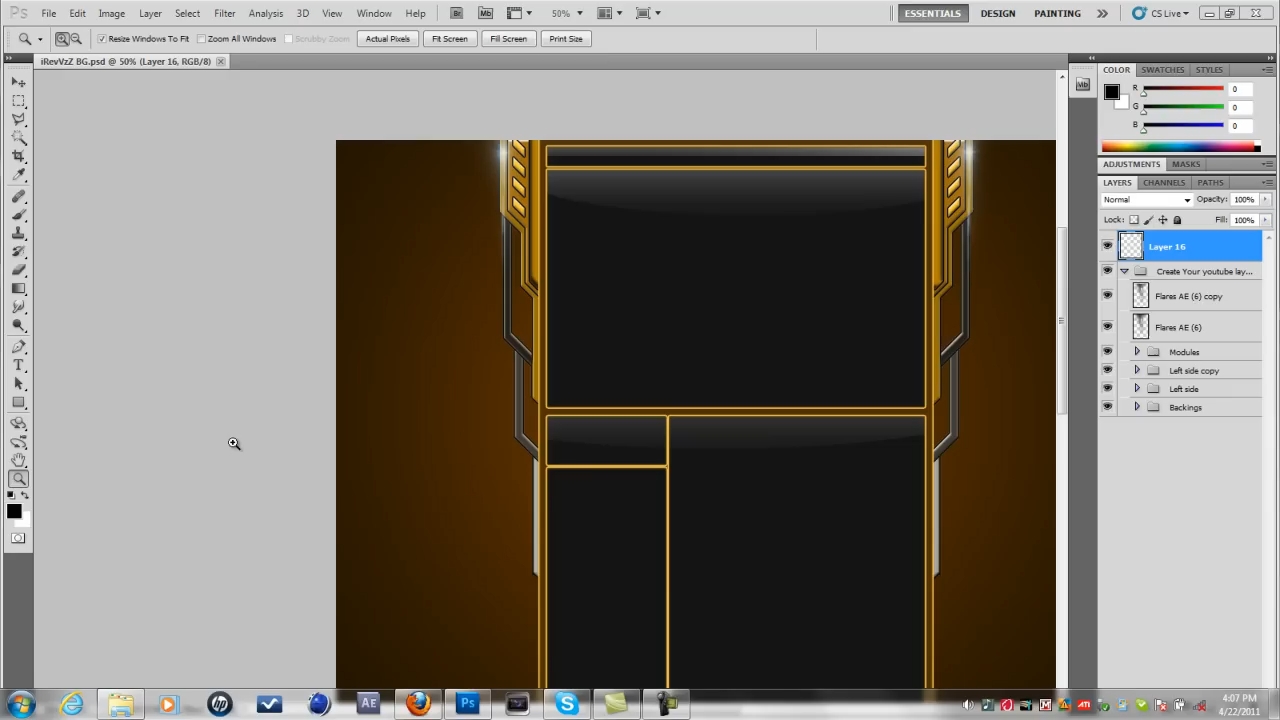 Ps File Edit Image Layer Select Filter Analysis 3D View Window Help Br Mb 50% ESSENTIALS DESIGN PAINTING CS Live
Resize Windows To Fit Zoom All Windows Scrubby Zoom Actual Pixels Fit Screen Fill Screen Print Size
iRevVzZ BG.psd @ 50% (Layer 16, RGB/8)
COLOR SWATCHES STYLES
R 0
G 0
B 0
ADJUSTMENTS MASKS
LAYERS CHANNELS PATHS
Normal Opacity: 100%
Lock: Fill: 100%
Layer 16
Create Your youtube lay...
Flares AE (6) copy
Flares AE (6)
Modules
Left side copy
Left side
Backings
hp Ae Ps
ATI
4:07 PM
4/22/2011